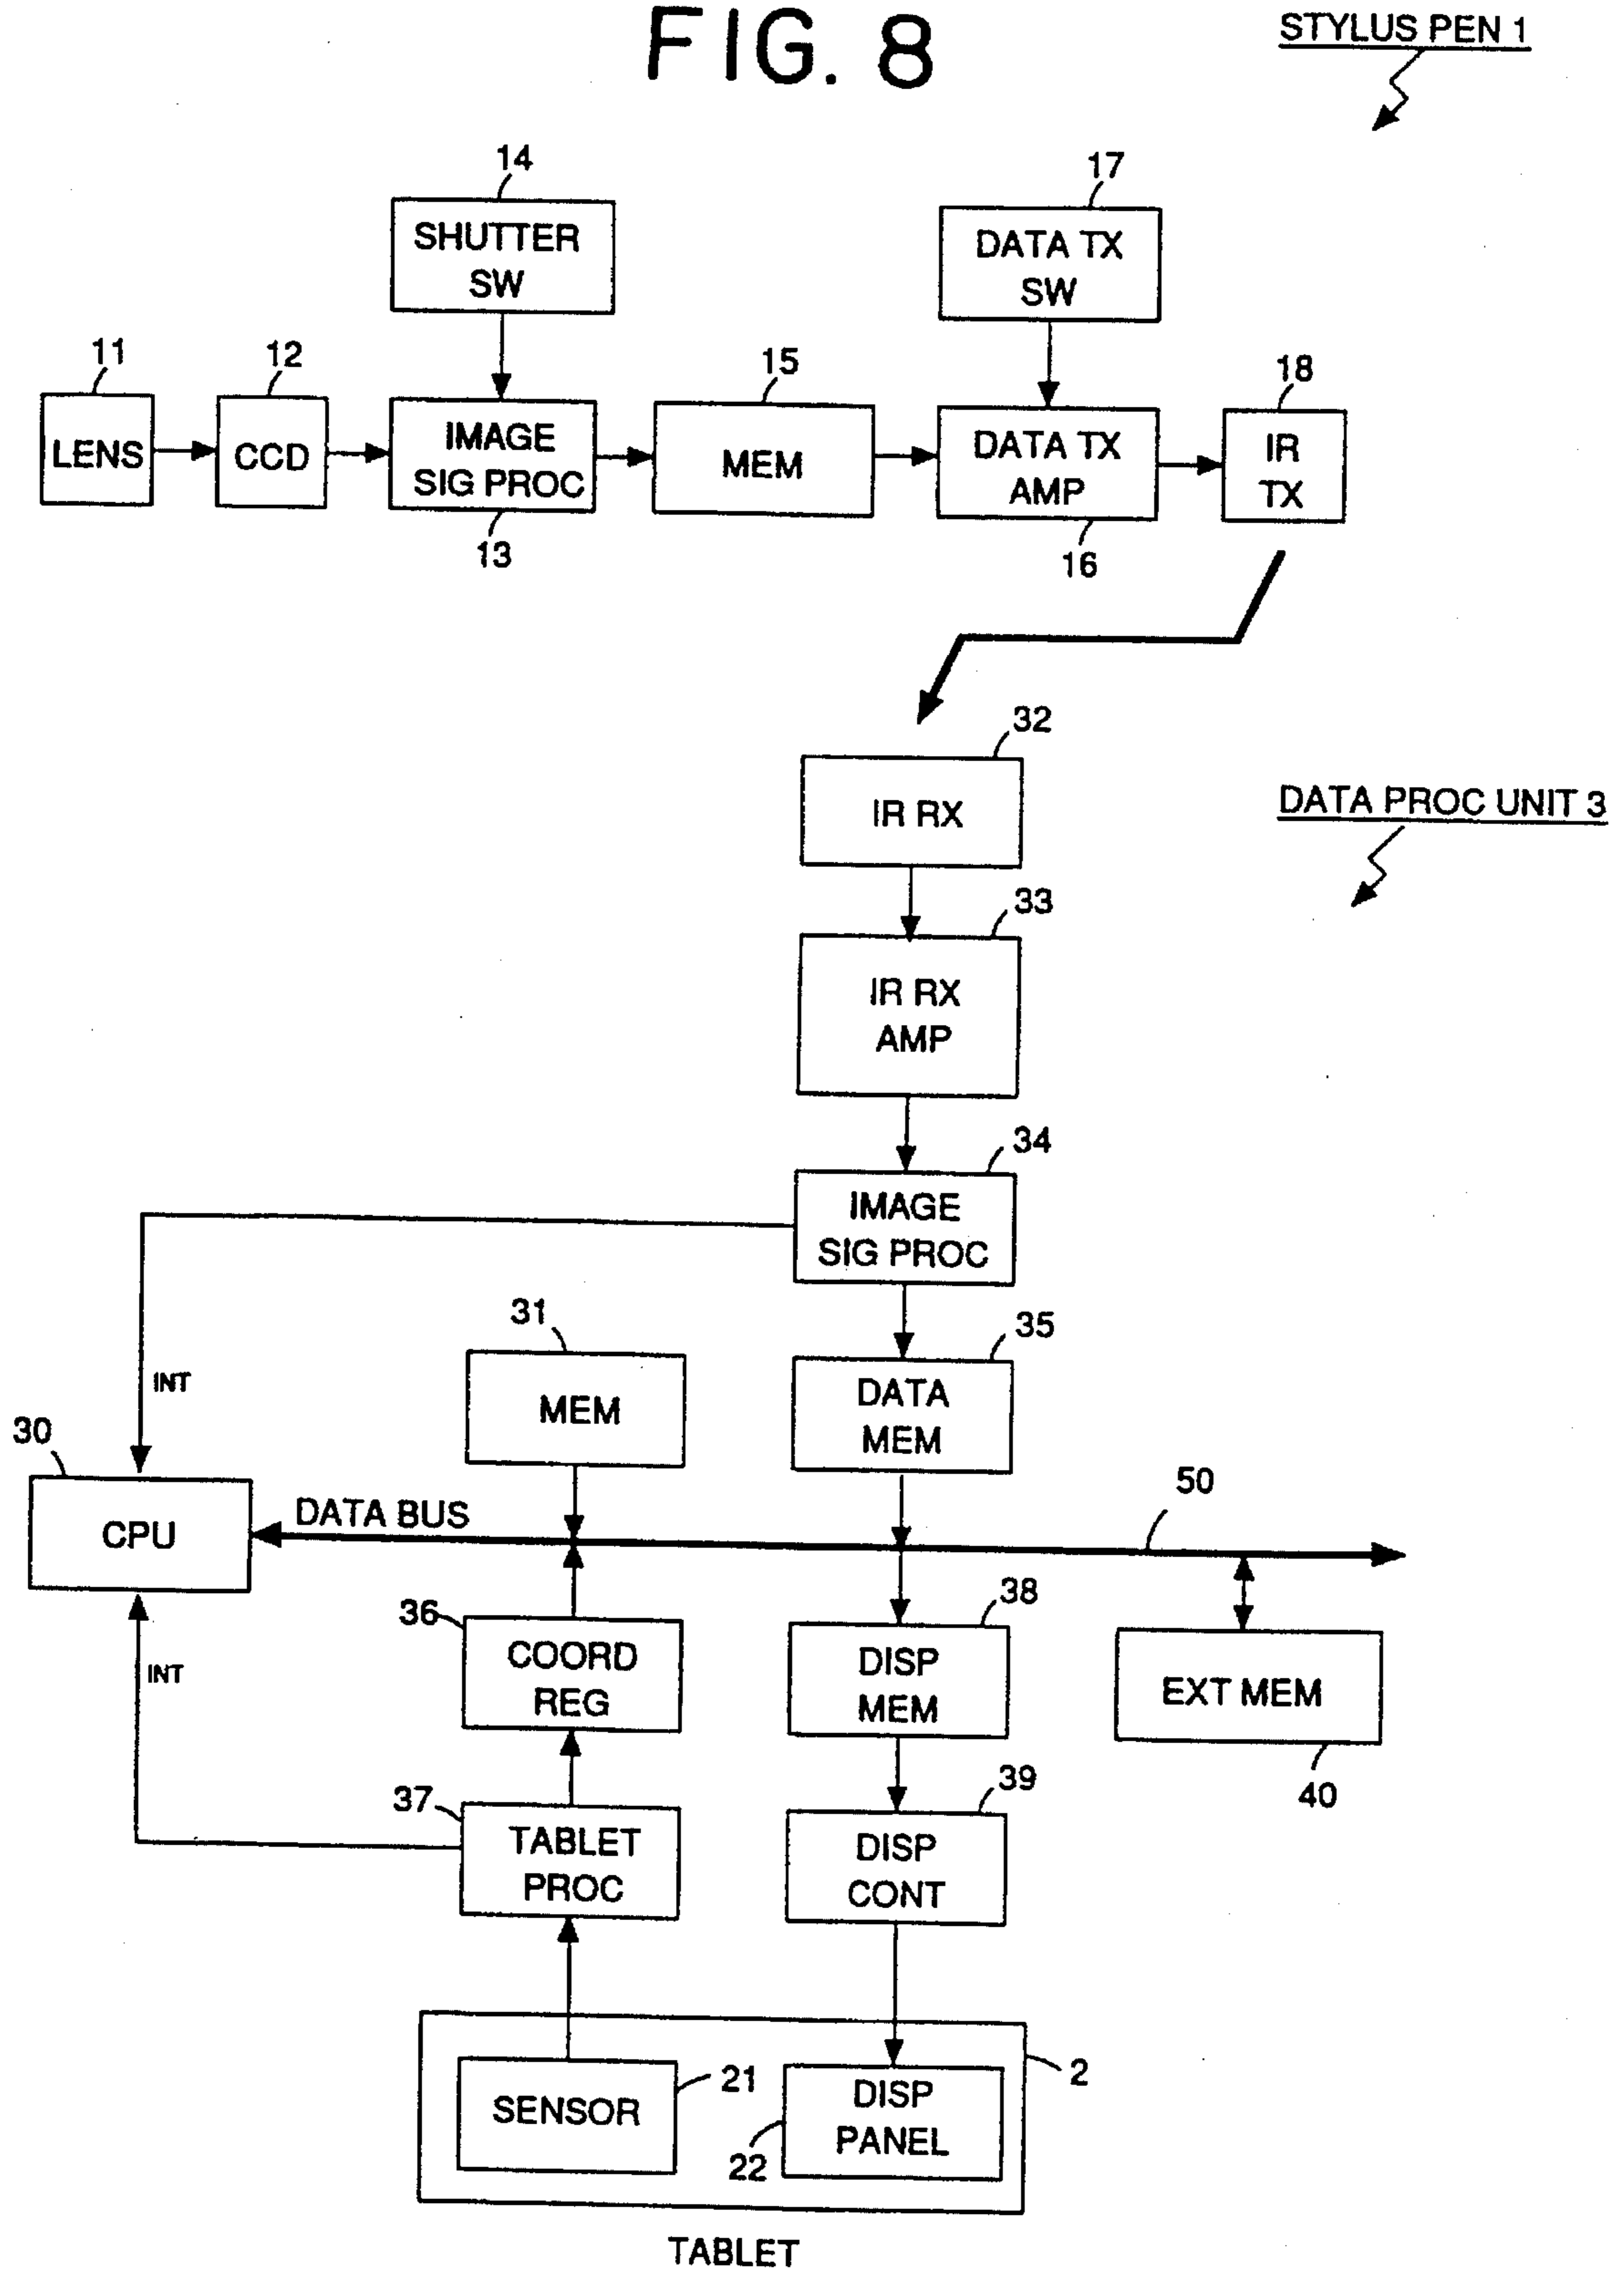 FIG. 8
STYLUS PEN 1
14
17
SHUTTER
SW
DATA TX
SW
11
12
15
18
LENS
CCD
IMAGE
SIG PROC
MEM
DATA TX
AMP
IR
TX
13
16
32
IR RX
DATA PROC UNIT 3
33
IR RX
AMP
34
IMAGE
SIG PROC
31
35
INT
MEM
DATA
MEM
30
50
CPU
DATA BUS
36
38
COORD
REG
DISP
MEM
EXT MEM
INT
37
39
40
TABLET
PROC
DISP
CONT
2
21
SENSOR
DISP
PANEL
22
TABLET